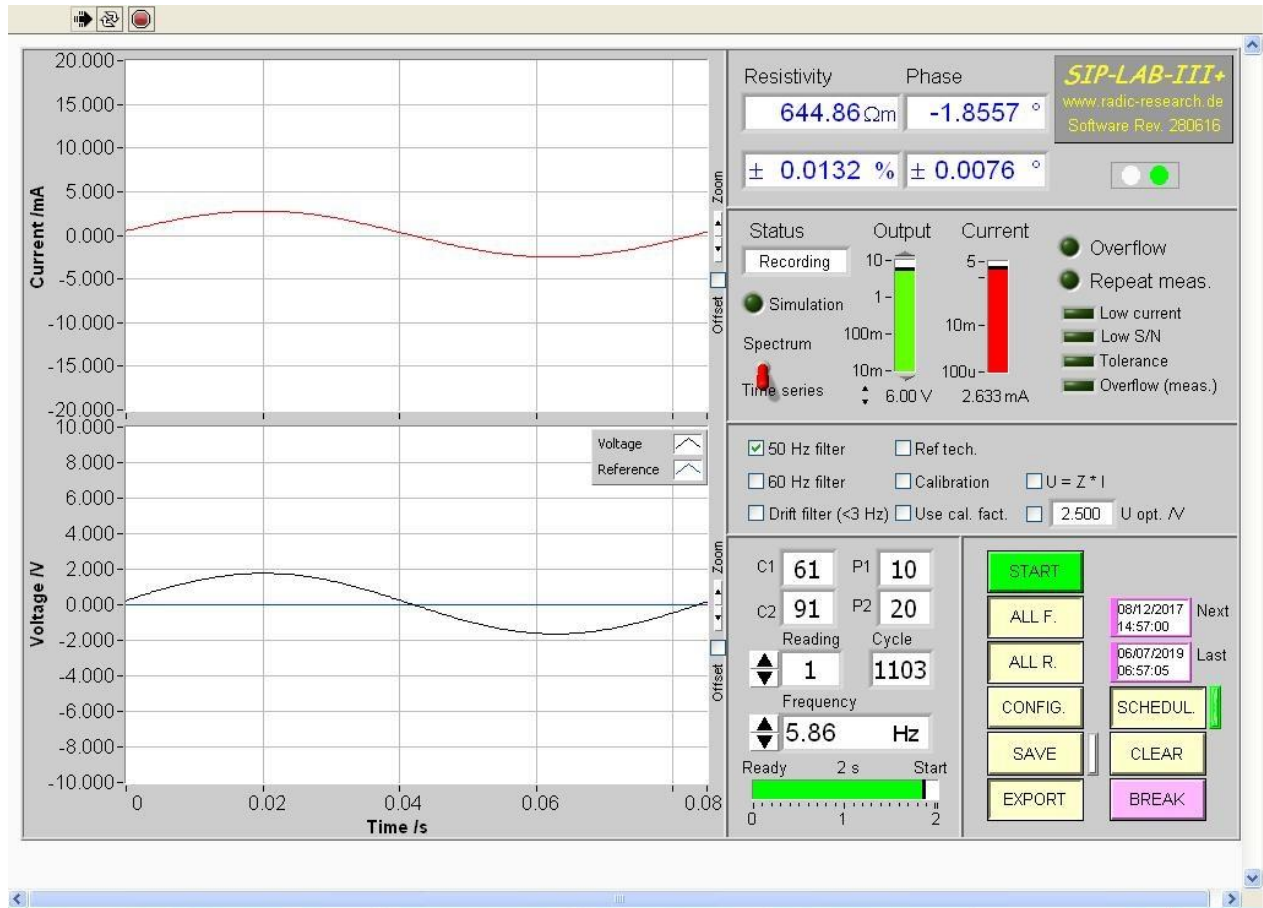 20.000
15.000
10.000
5.000
0.000
-5.000
-10.000
-15.000
-20.000
Current /mA
Zoom
Offset
10.000
8.000
6.000
4.000
2.000
0.000
-2.000
-4.000
-6.000
-8.000
-10.000
Voltage /V
Voltage
Reference
Zoom
Offset
0 0.02 0.04 0.06 0.08
Time /s
Resistivity Phase
644.86 Ωm -1.8557 °
± 0.0132 % ± 0.0076 °
SIP-LAB-III+
www.radic-research.de
Software Rev. 280616
Status Output Current
Recording
Simulation
Spectrum
Time series
10
1
100m
10m
6.00 V
5
10m
100u
2.633 mA
Overflow
Repeat meas.
Low current
Low S/N
Tolerance
Overflow (meas.)
50 Hz filter Ref tech.
60 Hz filter Calibration U = Z * I
Drift filter (<3 Hz) Use cal. fact. 2.500 U opt. /V
C1 61 P1 10
C2 91 P2 20
Reading Cycle
1 1103
Frequency
5.86 Hz
Ready 2 s Start
0 1 2
START
ALL F.
ALL R.
CONFIG.
SAVE
EXPORT
08/12/2017 Next
14:57:00
06/07/2019 Last
06:57:05
SCHEDUL.
CLEAR
BREAK